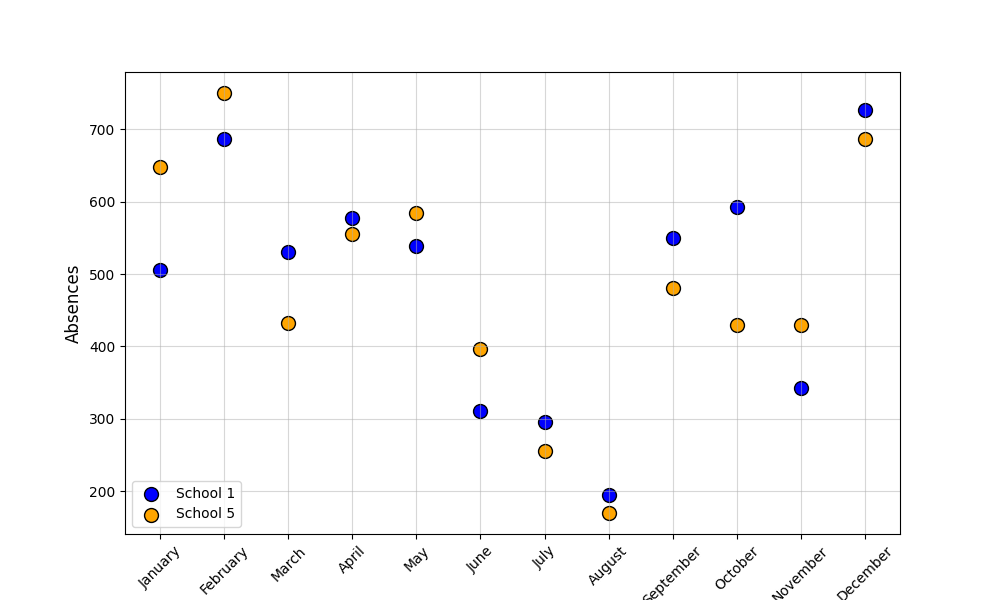 Absences
700
600
500
400
300
200
School 1
School 5
January
February
March
April
May
June
July
August
September
October
November
December